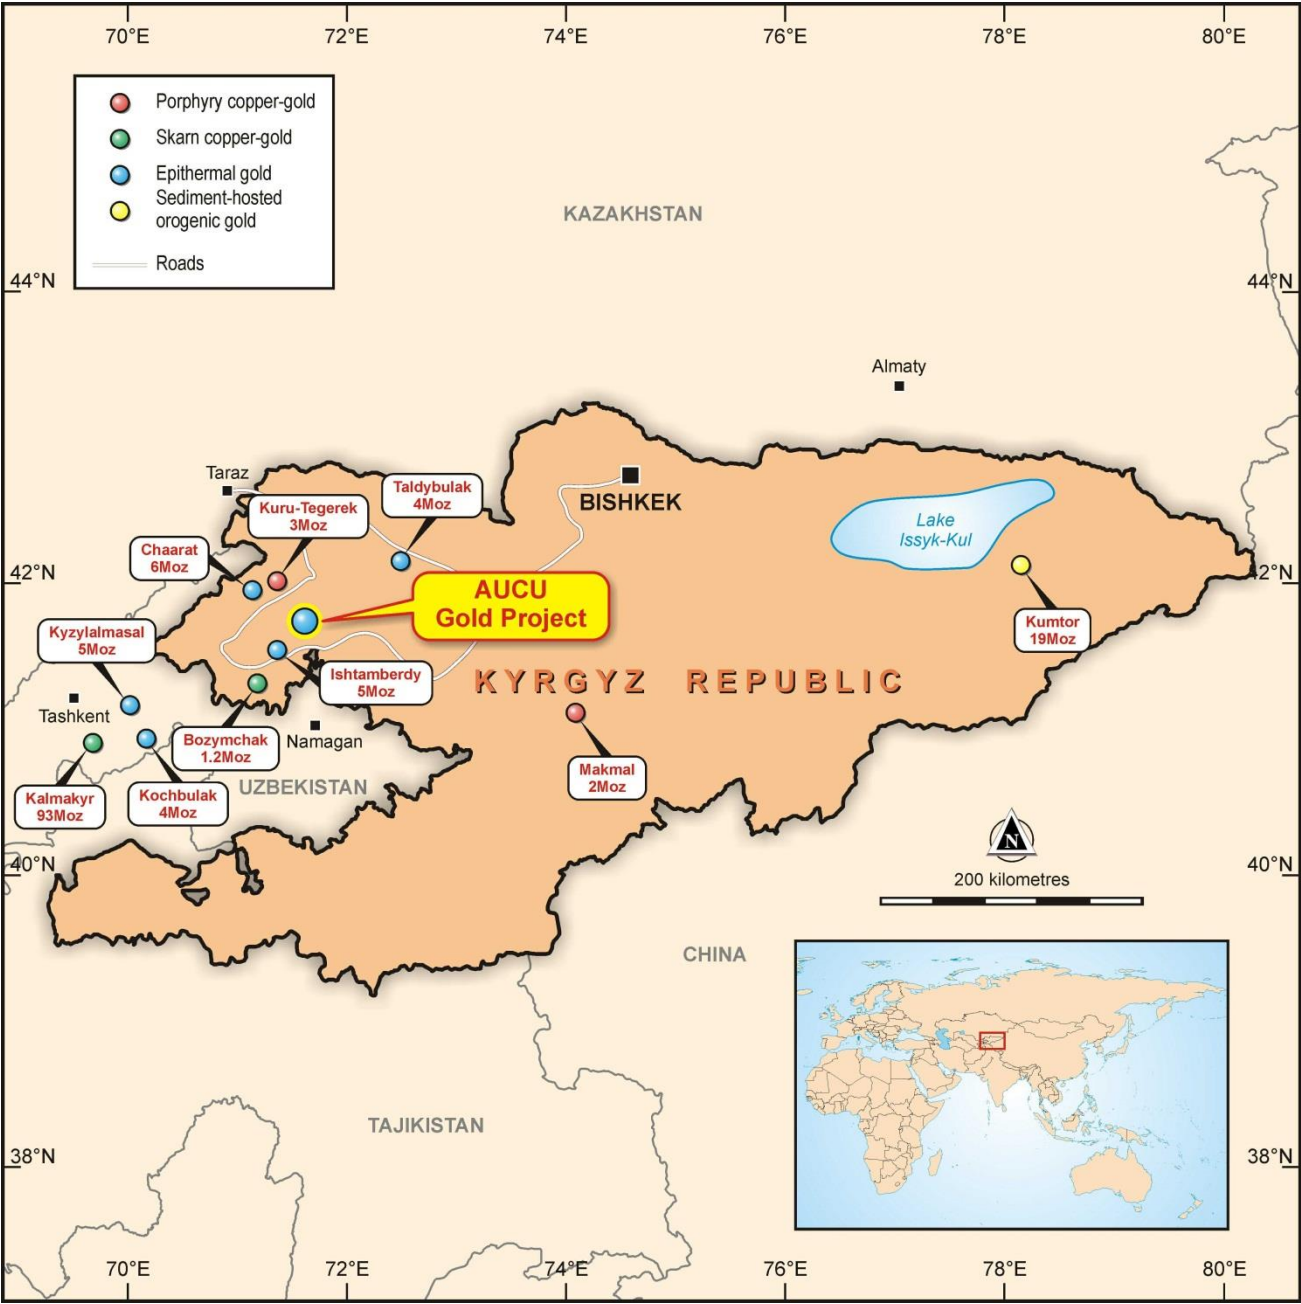 70°E 72°E 74°E 76°E 78°E 80°E
Porphyry copper-gold
Skarn copper-gold
Epithermal gold
Sediment-hosted
orogenic gold
Roads
KAZAKHSTAN
44°N 44°N
Almaty
Taraz
Taldybulak
4Moz
Kuru-Tegerek
3Moz
BISHKEK
Lake
Issyk-Kul
Chaarat
6Moz
42°N 42°N
AUCU
Gold Project
Kumtor
19Moz
Kyzylalmasal
5Moz
Ishtamberdy
5Moz
KYRGYZ REPUBLIC
Tashkent
Bozymchak
1.2Moz
Namagan
Makmal
2Moz
UZBEKISTAN
Kalmakyr
93Moz
Kochbulak
4Moz
N
40°N 40°N
200 kilometres
CHINA
TAJIKISTAN
38°N 38°N
70°E 72°E 74°E 76°E 78°E 80°E